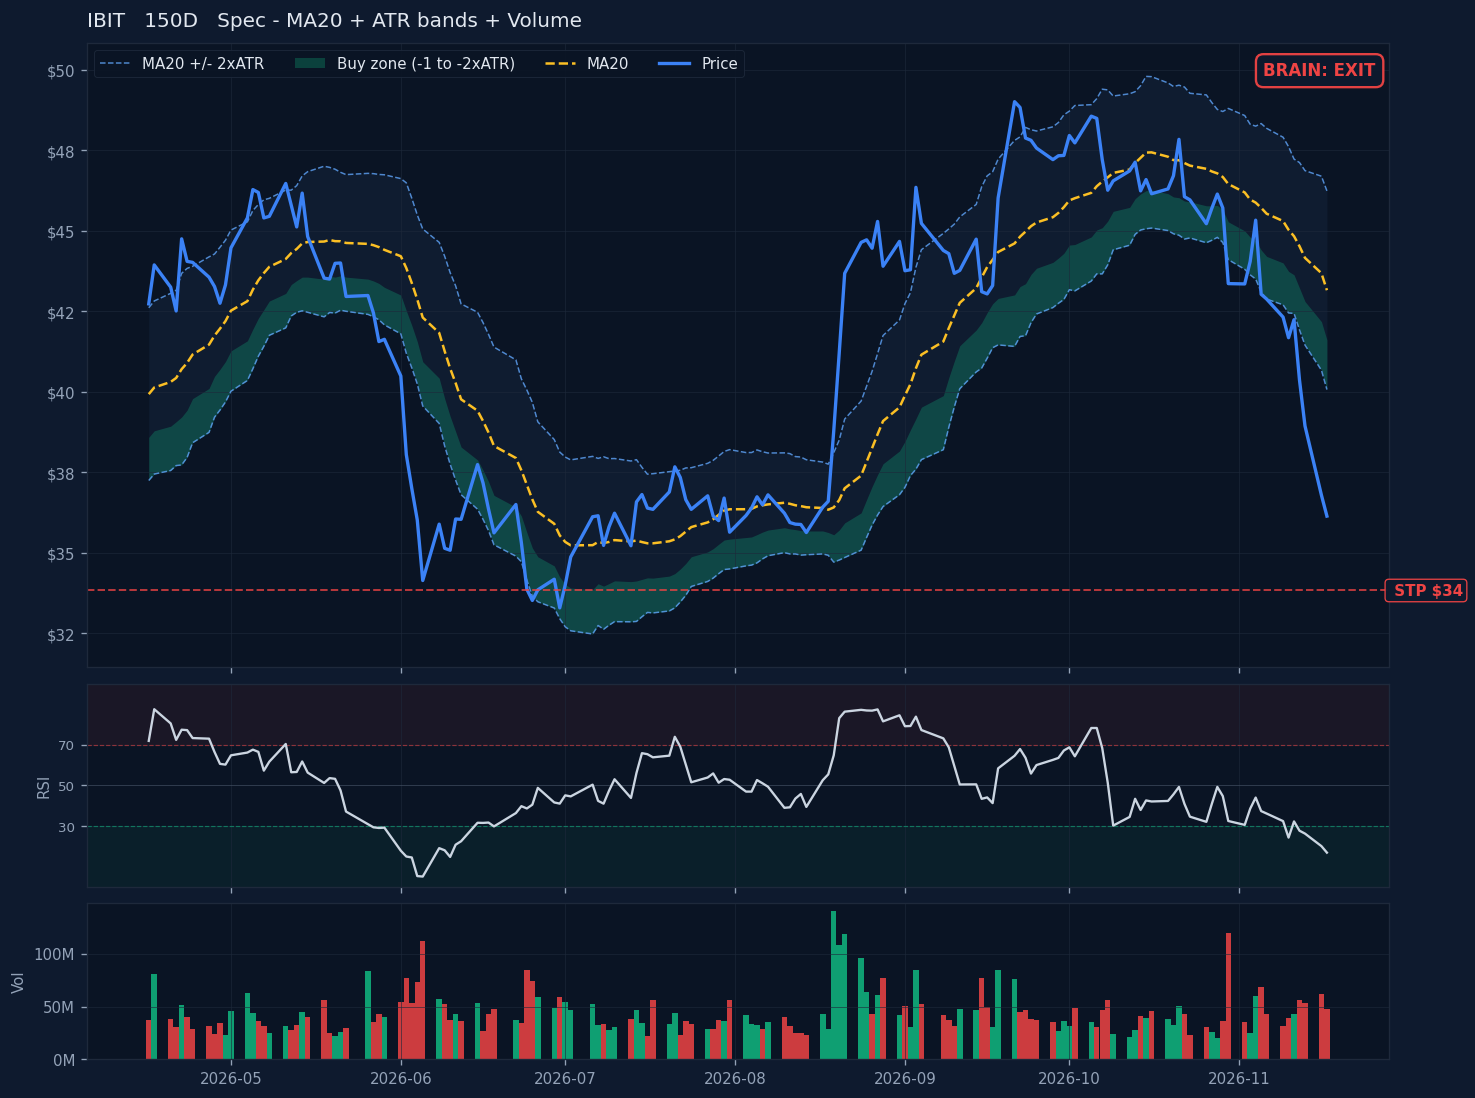 IBIT 150D Spec - MA20 + ATR bands + Volume
MA20 +/- 2xATR Buy zone (-1 to -2xATR) MA20 Price
BRAIN: EXIT
$50
$48
$45
$42
$40
$38
$35
STP $34
$32
RSI
70
50
30
Vol
100M
50M
0M
2026-05 2026-06 2026-07 2026-08 2026-09 2026-10 2026-11